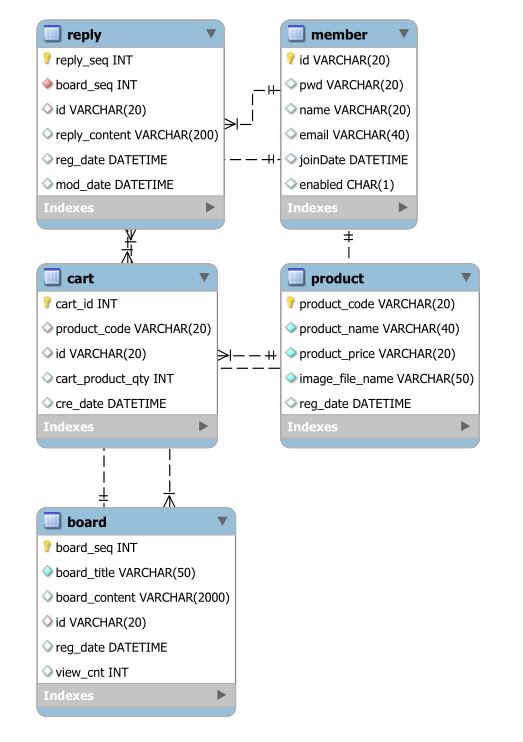 reply
reply_seq INT
board_seq INT
id VARCHAR(20)
reply_content VARCHAR(200)
reg_date DATETIME
mod_date DATETIME
Indexes
member
id VARCHAR(20)
pwd VARCHAR(20)
name VARCHAR(20)
email VARCHAR(40)
joinDate DATETIME
enabled CHAR(1)
Indexes
cart
cart_id INT
product_code VARCHAR(20)
id VARCHAR(20)
cart_product_qty INT
cre_date DATETIME
Indexes
product
product_code VARCHAR(20)
product_name VARCHAR(40)
product_price VARCHAR(20)
image_file_name VARCHAR(50)
reg_date DATETIME
Indexes
board
board_seq INT
board_title VARCHAR(50)
board_content VARCHAR(2000)
id VARCHAR(20)
reg_date DATETIME
view_cnt INT
Indexes